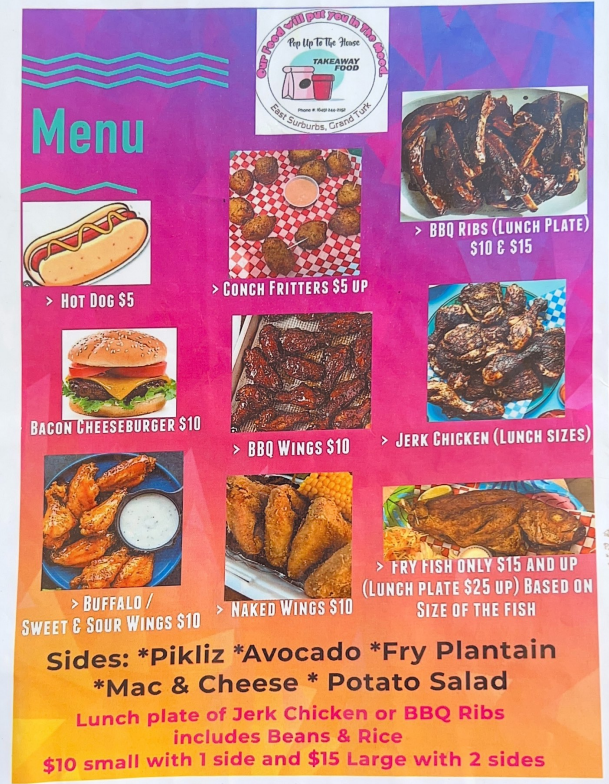 Our Food will put you in The Mood
Pop Up To The House
TAKEAWAY
FOOD
East Surburbs, Grand Turk
Menu
> BBQ Ribs (Lunch Plate)
$10 & $15
> Hot Dog $5
> Conch Fritters $5 up
Bacon Cheeseburger $10
> BBQ Wings $10
> Jerk Chicken (Lunch sizes)
> Buffalo /
Sweet & Sour Wings $10
> Naked Wings $10
> Fry Fish only $15 and up
(Lunch plate $25 up) Based on
Size of the fish
Sides: *Pikliz *Avocado *Fry Plantain
*Mac & Cheese * Potato Salad
Lunch plate of Jerk Chicken or BBQ Ribs
includes Beans & Rice
$10 small with 1 side and $15 Large with 2 sides